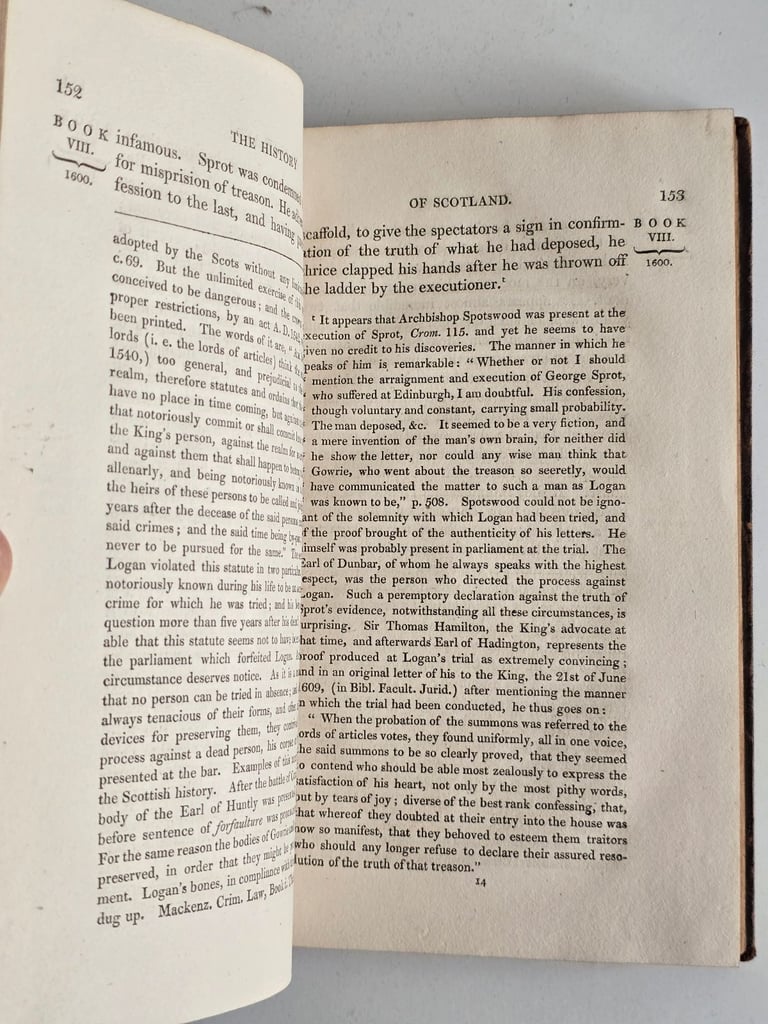 152
THE HISTORY
BOOK
VIII.
1600.
infamous. Sprot was condemned
for misprision of treason. He
fession to the last, and having
adopted by the Scots without any
c. 69. But the unlimited exercise of
conceived to be dangerous; and the
proper restrictions, by an act A. D.
been printed. The words of it are,
lords (i. e. the lords of articles) think
1540,) too general, and prejudicial to
realm, therefore statutes and ordains
have no place in time coming, but against
that notoriously commit or shall commit
the King's person, against the realm
and against them that shall happen to
allenarly, and being notoriously known
the heirs of these persons to be called
years after the decease of the said persons
said crimes; and the said time being
never to be pursued for the same."
Logan violated this statute in two
notoriously known during his life to be
crime for which he was tried; and his
question more than five years after his
able that this statute seems not to have
the parliament which forfeited Logan.
circumstance deserves notice. As it is
that no person can be tried in absence;
always tenacious of their forms, and
devices for preserving them, they
process against a dead person, his
presented at the bar. Examples of this
the Scottish history. After the battle of
body of the Earl of Huntly was
before sentence of forfaulture was
For the same reason the bodies of Gowrie
preserved, in order that they might be
ment. Logan's bones, in compliance
dug up. Mackenz. Crim. Law, Book
OF SCOTLAND.
153
BOOK
VIII.
1600.
scaffold, to give the spectators a sign in confirm-
ation of the truth of what he had deposed, he
thrice clapped his hands after he was thrown off
the ladder by the executioner.t
t It appears that Archbishop Spotswood was present at the
execution of Sprot, Crom. 115. and yet he seems to have
given no credit to his discoveries. The manner in which he
speaks of him is remarkable: "Whether or not I should
mention the arraignment and execution of George Sprot,
who suffered at Edinburgh, I am doubtful. His confession,
though voluntary and constant, carrying small probability.
The man deposed, &c. It seemed to be a very fiction, and
a mere invention of the man's own brain, for neither did
he show the letter, nor could any wise man think that
Gowrie, who went about the treason so secretly, would
have communicated the matter to such a man as Logan
was known to be," p. 508. Spotswood could not be igno-
ant of the solemnity with which Logan had been tried, and
of the proof brought of the authenticity of his letters. He
himself was probably present in parliament at the trial. The
Earl of Dunbar, of whom he always speaks with the highest
respect, was the person who directed the process against
Logan. Such a peremptory declaration against the truth of
Sprot's evidence, notwithstanding all these circumstances, is
surprising. Sir Thomas Hamilton, the King's advocate at
that time, and afterwards Earl of Hadington, represents the
proof produced at Logan's trial as extremely convincing;
and in an original letter of his to the King, the 21st of June
1609, (in Bibl. Facult. Jurid.) after mentioning the manner
in which the trial had been conducted, he thus goes on:
"When the probation of the summons was referred to the
lords of articles votes, they found uniformly, all in one voice,
the said summons to be so clearly proved, that they seemed
to contend who should be able most zealously to express the
satisfaction of his heart, not only by the most pithy words,
but by tears of joy; diverse of the best rank confessing, that,
that whereof they doubted at their entry into the house was
now so manifest, that they behoved to esteem them traitors
who should any longer refuse to declare their assured reso-
lution of the truth of that treason."
14